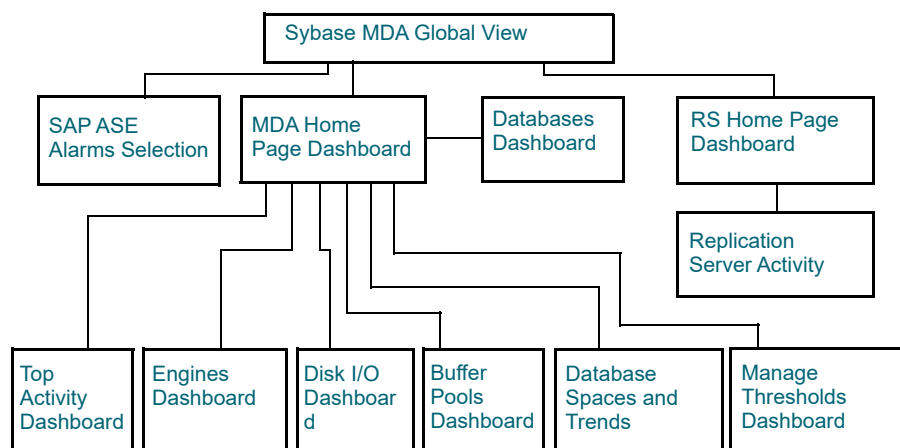 Sybase MDA Global View
SAP ASE
Alarms Selection
MDA Home
Page Dashboard
Databases
Dashboard
RS Home Page
Dashboard
Replication
Server Activity
Top
Activity
Dashboard
Engines
Dashboard
Disk I/O
Dashboar
d
Buffer
Pools
Dashboard
Database
Spaces and
Trends
Manage
Thresholds
Dashboard